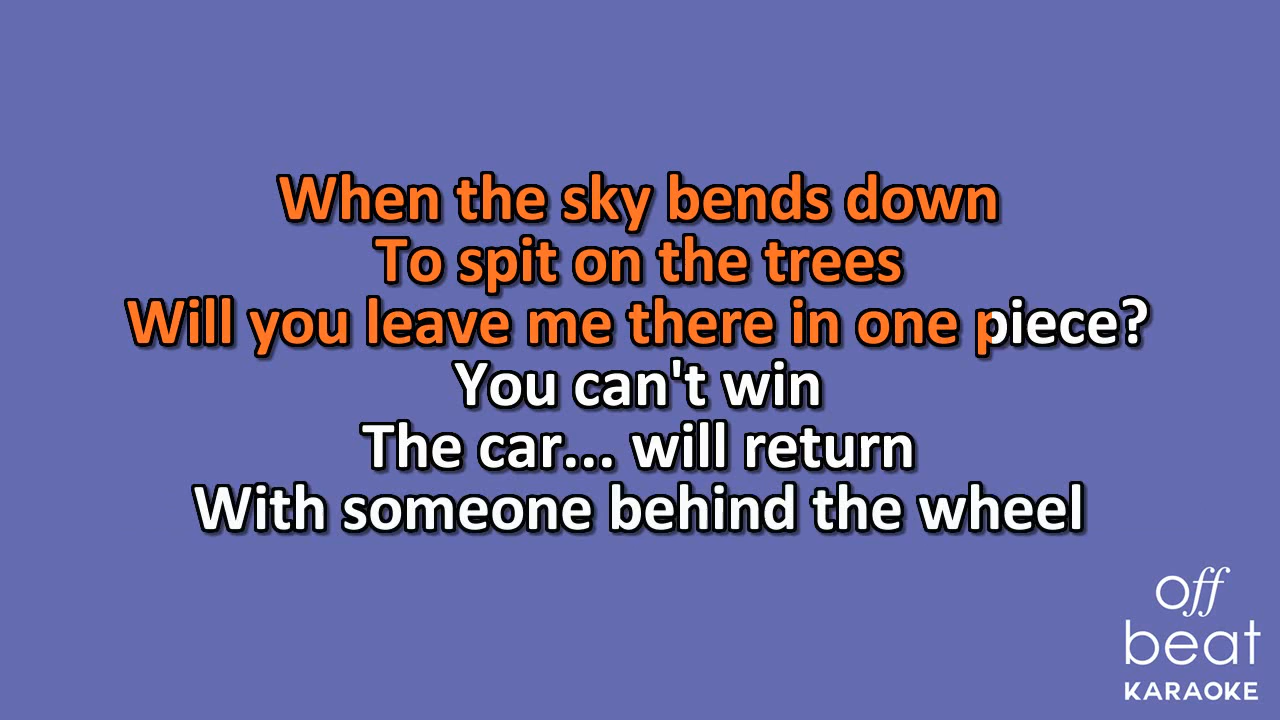 When the sky bends down
To spit on the trees
Will you leave me there in one piece?
You can't win
The car... will return
With someone behind the wheel
off
beat
KARAOKE